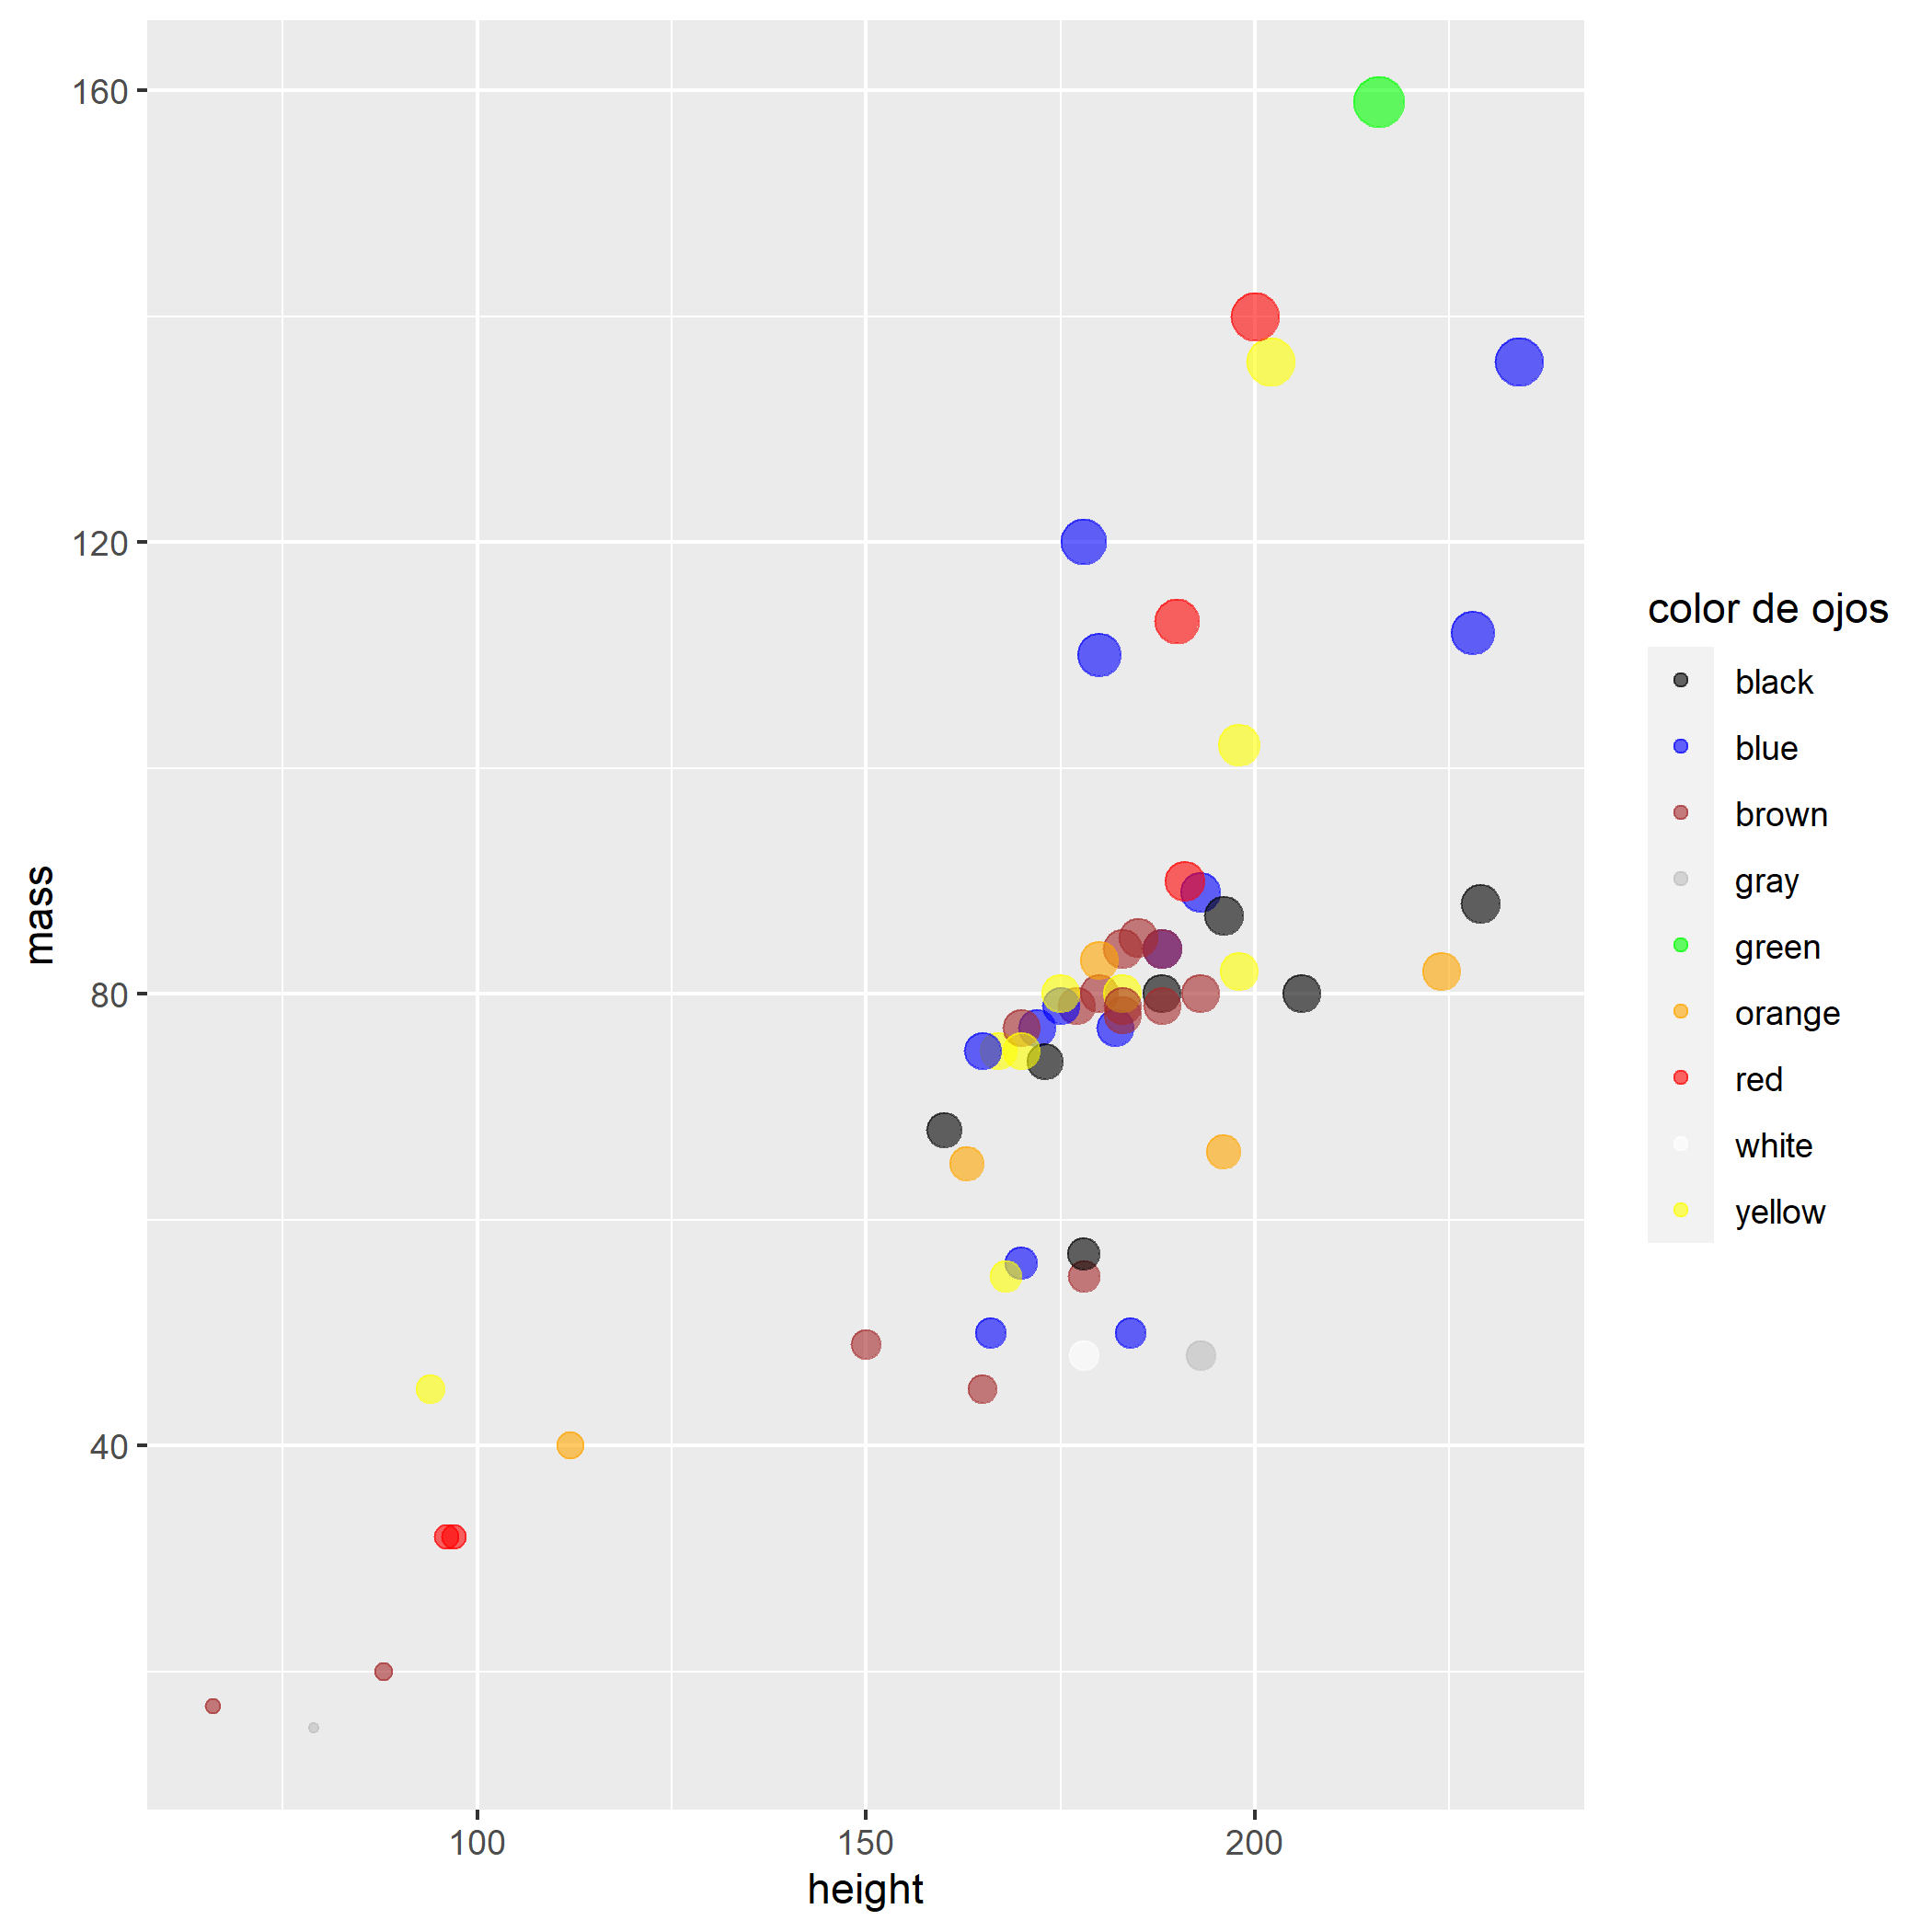 160
120
80
40
mass
100
150
200
height
color de ojos
black
blue
brown
gray
green
orange
red
white
yellow